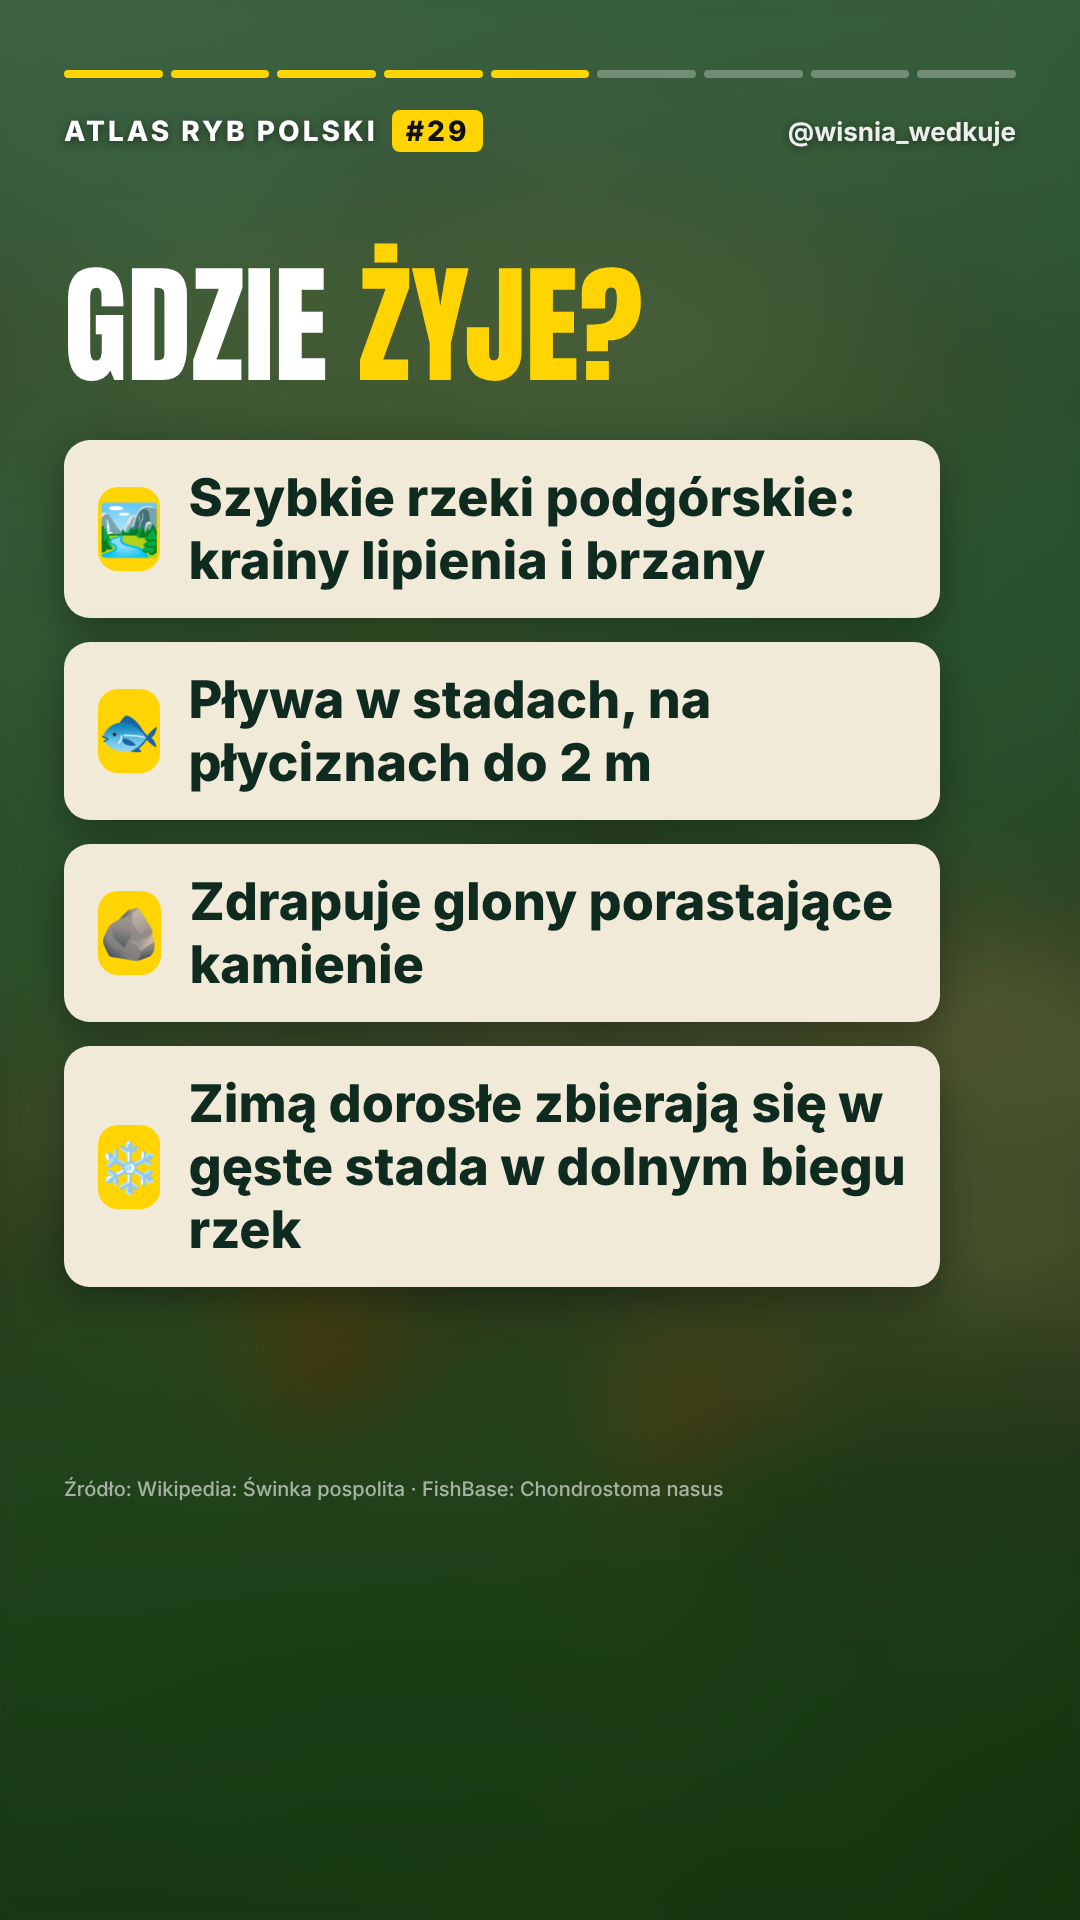 ATLAS RYB POLSKI #29
@wisnia_wedkuje
GDZIE ŻYJE?
Szybkie rzeki podgórskie:
krainy lipienia i brzany
Pływa w stadach, na
płyciznach do 2 m
Zdrapuje glony porastające
kamienie
Zimą dorosłe zbierają się w
gęste stada w dolnym biegu
rzek
Źródło: Wikipedia: Świnka pospolita · FishBase: Chondrostoma nasus